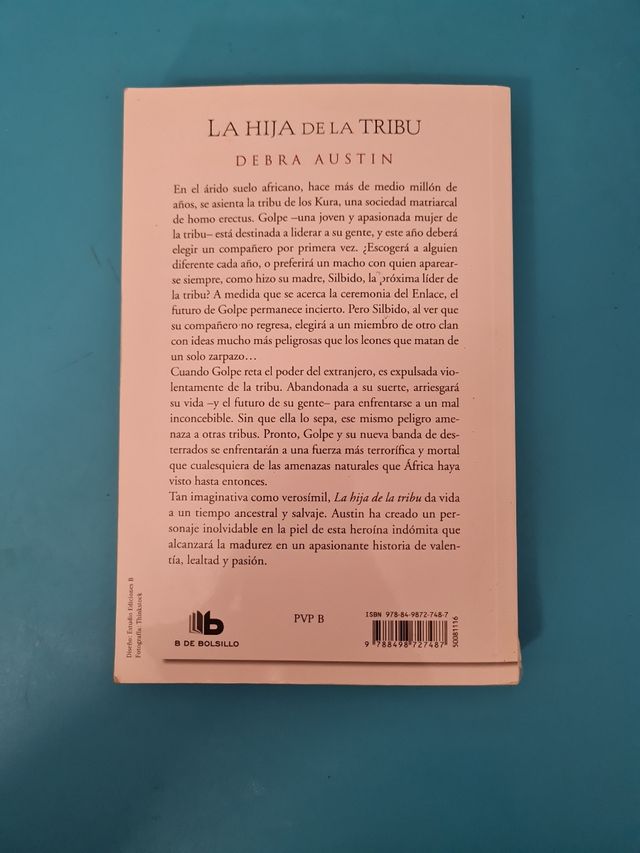 LA HIJA DE LA TRIBU
DEBRA AUSTIN
En el árido suelo africano, hace más de medio millón de
años, se asienta la tribu de los Kura, una sociedad matriarcal
de homo erectus. Golpe –una joven y apasionada mujer de
la tribu– está destinada a liderar a su gente, y este año deberá
elegir un compañero por primera vez. ¿Escogerá a alguien
diferente cada año, o preferirá un macho con quien aparear-
se siempre, como hizo su madre, Silbido, la próxima líder de
la tribu? A medida que se acerca la ceremonia del Enlace, el
futuro de Golpe permanece incierto. Pero Silbido, al ver que
su compañero no regresa, elegirá a un miembro de otro clan
con ideas mucho más peligrosas que los leones que matan de
un solo zarpazo…
Cuando Golpe reta el poder del extranjero, es expulsada vio-
lentamente de la tribu. Abandonada a su suerte, arriesgará
su vida –y el futuro de su gente– para enfrentarse a un mal
inconcebible. Sin que ella lo sepa, ese mismo peligro ame-
naza a otras tribus. Pronto, Golpe y su nueva banda de des-
terrados se enfrentarán a una fuerza más terrorífica y mortal
que cualesquiera de las amenazas naturales que África haya
visto hasta entonces.
Tan imaginativa como verosímil, La hija de la tribu da vida
a un tiempo ancestral y salvaje. Austin ha creado un per-
sonaje inolvidable en la piel de esta heroína indómita que
alcanzará la madurez en un apasionante historia de valen-
tía, lealtad y pasión.
Diseño: Estudio Ediciones B
Fotografía: Thinkstock
b
B DE BOLSILLO
PVP B
ISBN 978-84-9872-748-7
9 788498 727487
S0081116